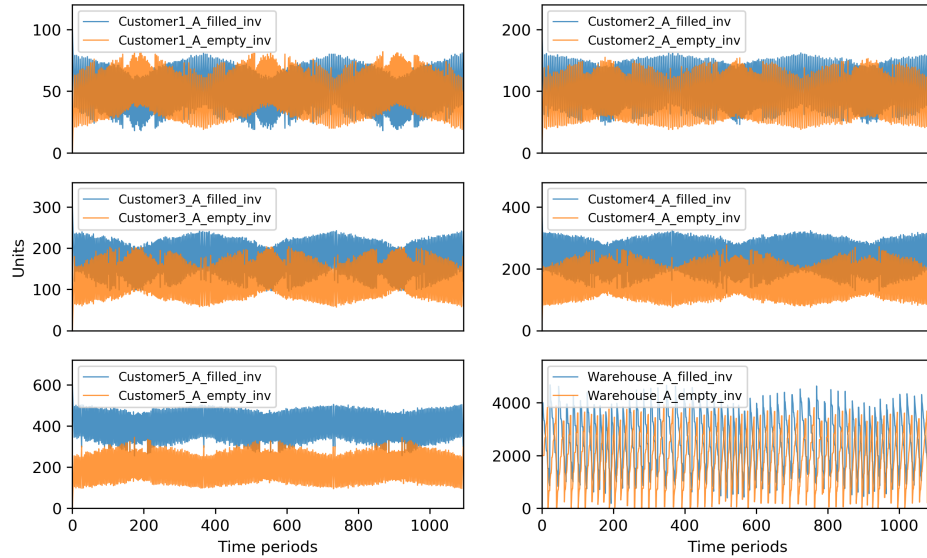 Customer1_A_filled_inv
Customer1_A_empty_inv
100
50
0
Customer2_A_filled_inv
Customer2_A_empty_inv
200
100
0
Customer3_A_filled_inv
Customer3_A_empty_inv
300
200
100
0
Units
Customer4_A_filled_inv
Customer4_A_empty_inv
400
200
0
Customer5_A_filled_inv
Customer5_A_empty_inv
600
400
200
0
0 200 400 600 800 1000
Time periods
Warehouse_A_filled_inv
Warehouse_A_empty_inv
4000
2000
0
0 200 400 600 800 1000
Time periods